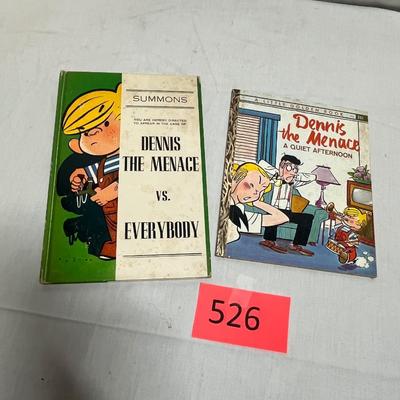 SUMMONS
YOU ARE HEREBY DIRECTED
TO APPEAR IN THE CASE OF
DENNIS
THE MENACE
VS.
EVERYBODY
A LITTLE GOLDEN BOOK
Dennis
the Menace
A QUIET AFTERNOON
526